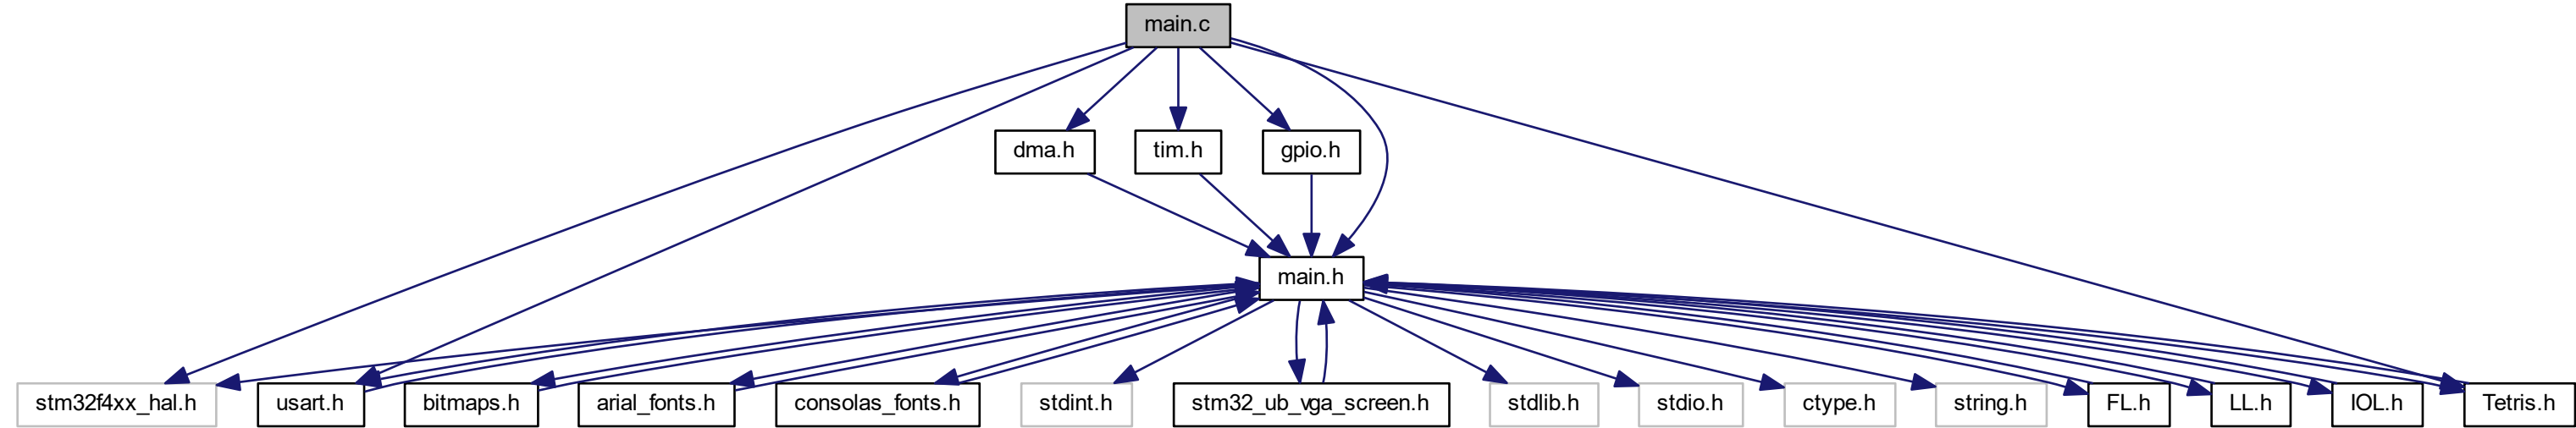 main.c
dma.h
tim.h
gpio.h
main.h
stm32f4xx_hal.h
usart.h
bitmaps.h
arial_fonts.h
consolas_fonts.h
stdint.h
stm32_ub_vga_screen.h
stdlib.h
stdio.h
ctype.h
string.h
FL.h
LL.h
IOL.h
Tetris.h